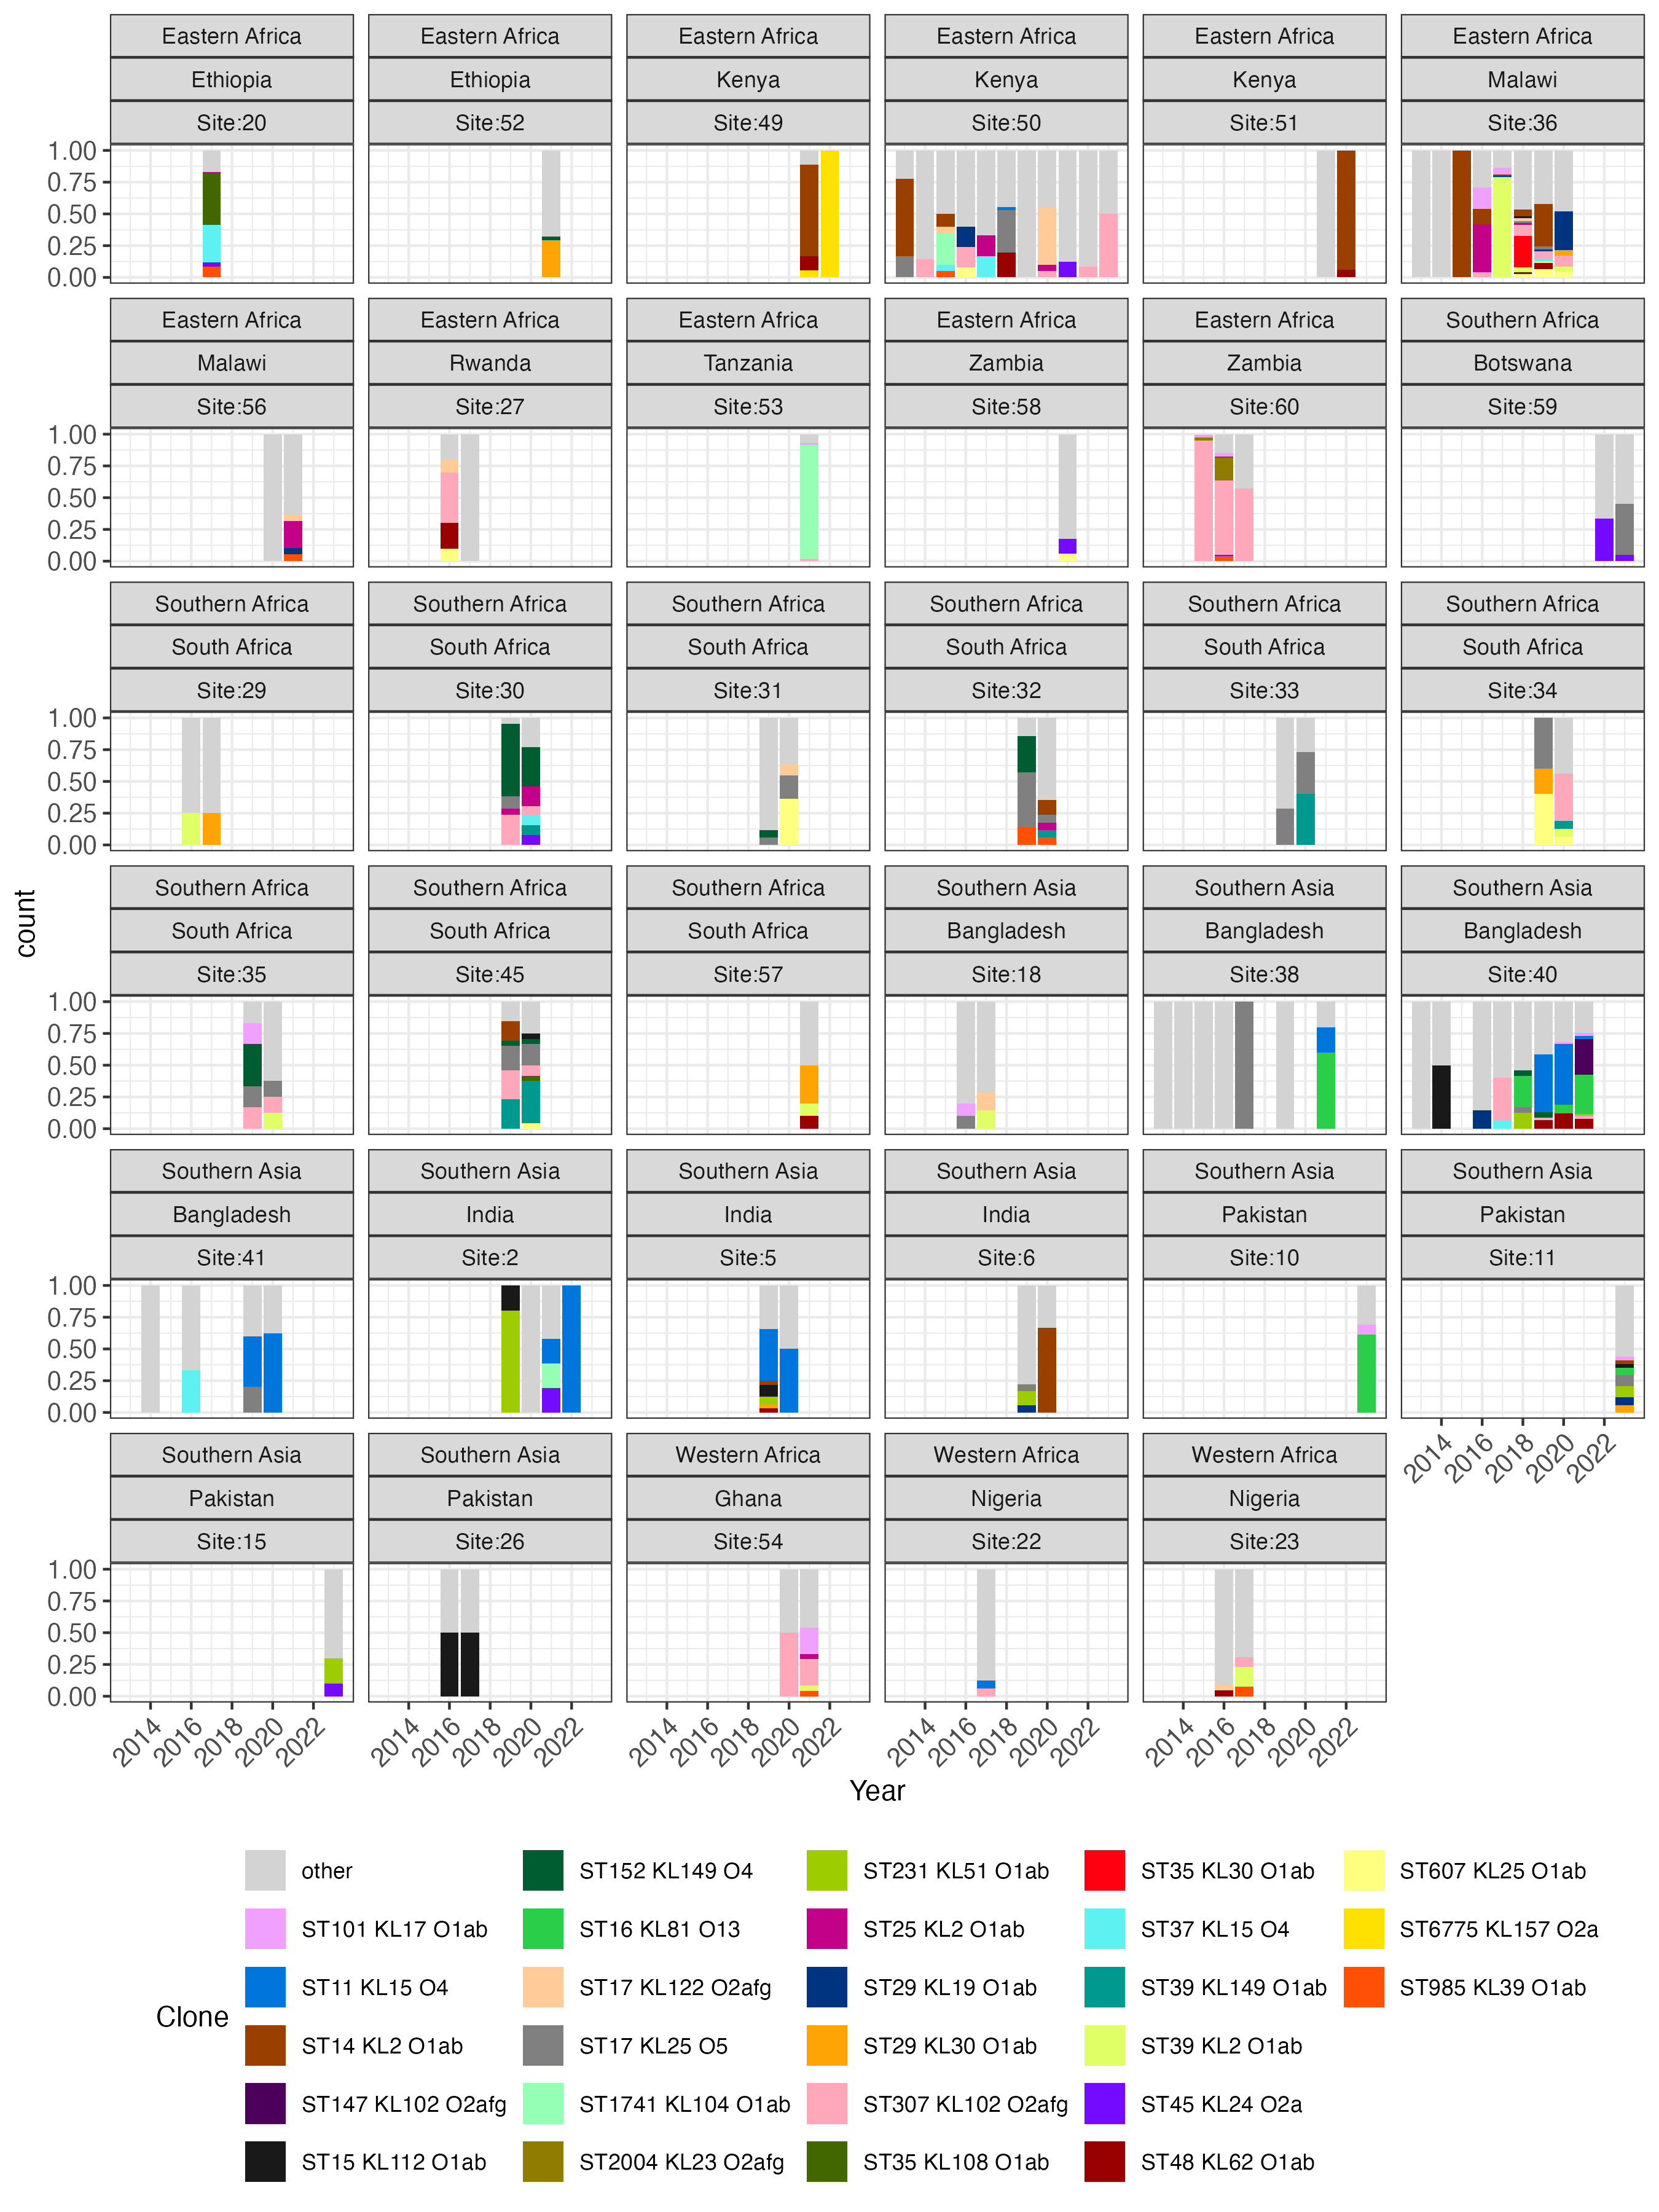 Eastern Africa Eastern Africa Eastern Africa Eastern Africa Eastern Africa Eastern Africa
Ethiopia Ethiopia Kenya Kenya Kenya Malawi
Site:20 Site:52 Site:49 Site:50 Site:51 Site:36
1.00
0.75
0.50
0.25
0.00
Eastern Africa Eastern Africa Eastern Africa Eastern Africa Eastern Africa Southern Africa
Malawi Rwanda Tanzania Zambia Zambia Botswana
Site:56 Site:27 Site:53 Site:58 Site:60 Site:59
1.00
0.75
0.50
0.25
0.00
Southern Africa Southern Africa Southern Africa Southern Africa Southern Africa Southern Africa
South Africa South Africa South Africa South Africa South Africa South Africa
Site:29 Site:30 Site:31 Site:32 Site:33 Site:34
1.00
0.75
0.50
0.25
0.00
count
Southern Africa Southern Africa Southern Africa Southern Asia Southern Asia Southern Asia
South Africa South Africa South Africa Bangladesh Bangladesh Bangladesh
Site:35 Site:45 Site:57 Site:18 Site:38 Site:40
1.00
0.75
0.50
0.25
0.00
Southern Asia Southern Asia Southern Asia Southern Asia Southern Asia Southern Asia
Bangladesh India India India Pakistan Pakistan
Site:41 Site:2 Site:5 Site:6 Site:10 Site:11
1.00
0.75
0.50
0.25
0.00
2014 2016 2018 2020 2022
Southern Asia Southern Asia Western Africa Western Africa Western Africa
Pakistan Pakistan Ghana Nigeria Nigeria
Site:15 Site:26 Site:54 Site:22 Site:23
1.00
0.75
0.50
0.25
0.00
2014 2016 2018 2020 2022 2014 2016 2018 2020 2022 2014 2016 2018 2020 2022 2014 2016 2018 2020 2022 2014 2016 2018 2020 2022
Year
Clone
other ST152 KL149 O4 ST231 KL51 O1ab ST35 KL30 O1ab ST607 KL25 O1ab
ST101 KL17 O1ab ST16 KL81 O13 ST25 KL2 O1ab ST37 KL15 O4 ST6775 KL157 O2a
ST11 KL15 O4 ST17 KL122 O2afg ST29 KL19 O1ab ST39 KL149 O1ab ST985 KL39 O1ab
ST14 KL2 O1ab ST17 KL25 O5 ST29 KL30 O1ab ST39 KL2 O1ab
ST147 KL102 O2afg ST1741 KL104 O1ab ST307 KL102 O2afg ST45 KL24 O2a
ST15 KL112 O1ab ST2004 KL23 O2afg ST35 KL108 O1ab ST48 KL62 O1ab